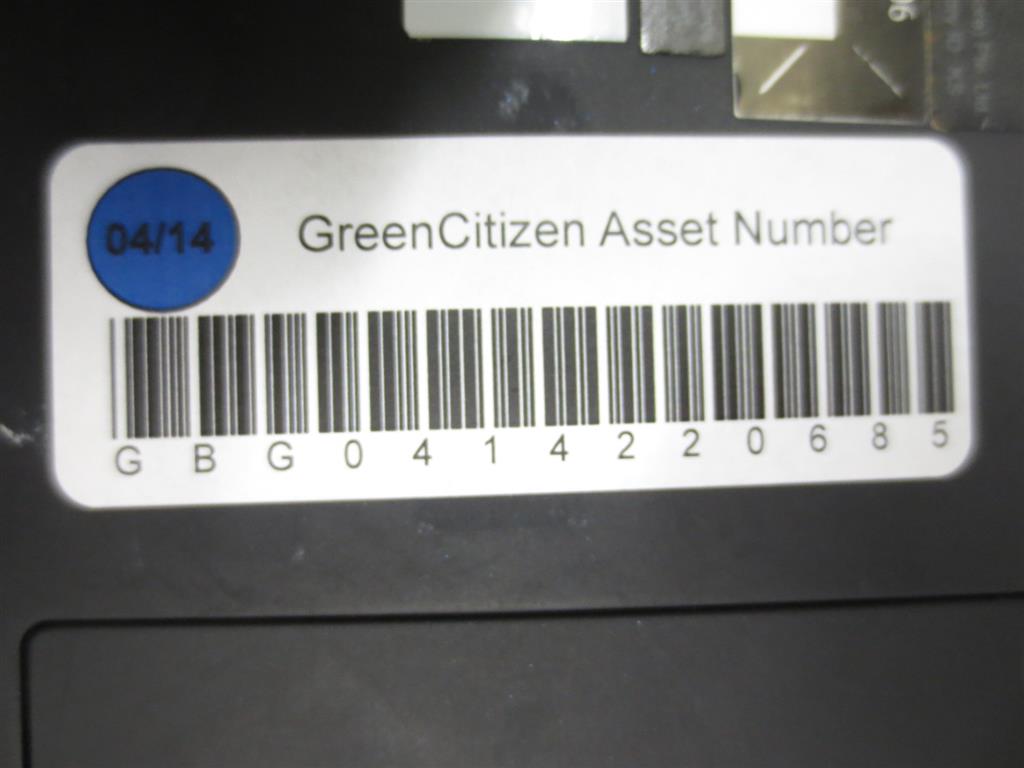 04/14
GreenCitizen Asset Number
G B G 0 4 1 4 2 2 0 6 8 5